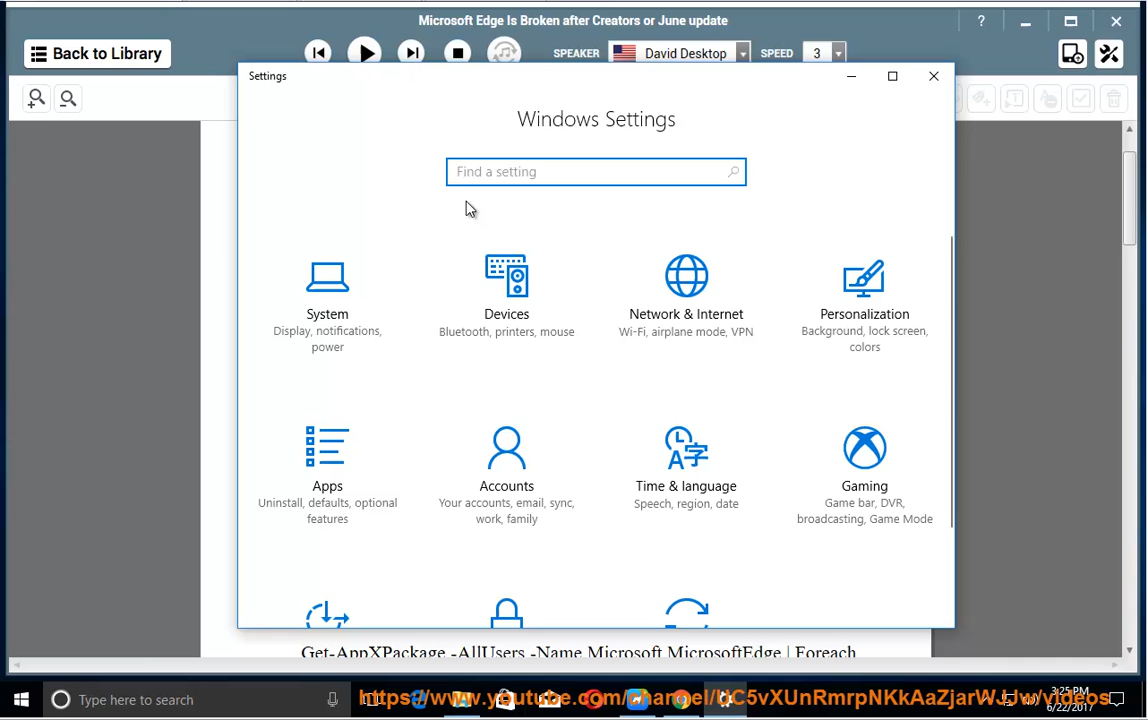 Microsoft Edge Is Broken after Creators or June update
?
Back to Library
SPEAKER
David Desktop
SPEED
3
Settings
Windows Settings
Find a setting
System
Display, notifications,
power
Devices
Bluetooth, printers, mouse
Network & Internet
Wi-Fi, airplane mode, VPN
Personalization
Background, lock screen,
colors
Apps
Uninstall, defaults, optional
features
Accounts
Your accounts, email, sync,
work, family
Time & language
Speech, region, date
Gaming
Game bar, DVR,
broadcasting, Game Mode
Get-AppXPackage -AllUsers -Name Microsoft.MicrosoftEdge | Foreach
Type here to search
3:25 PM
6/22/2017